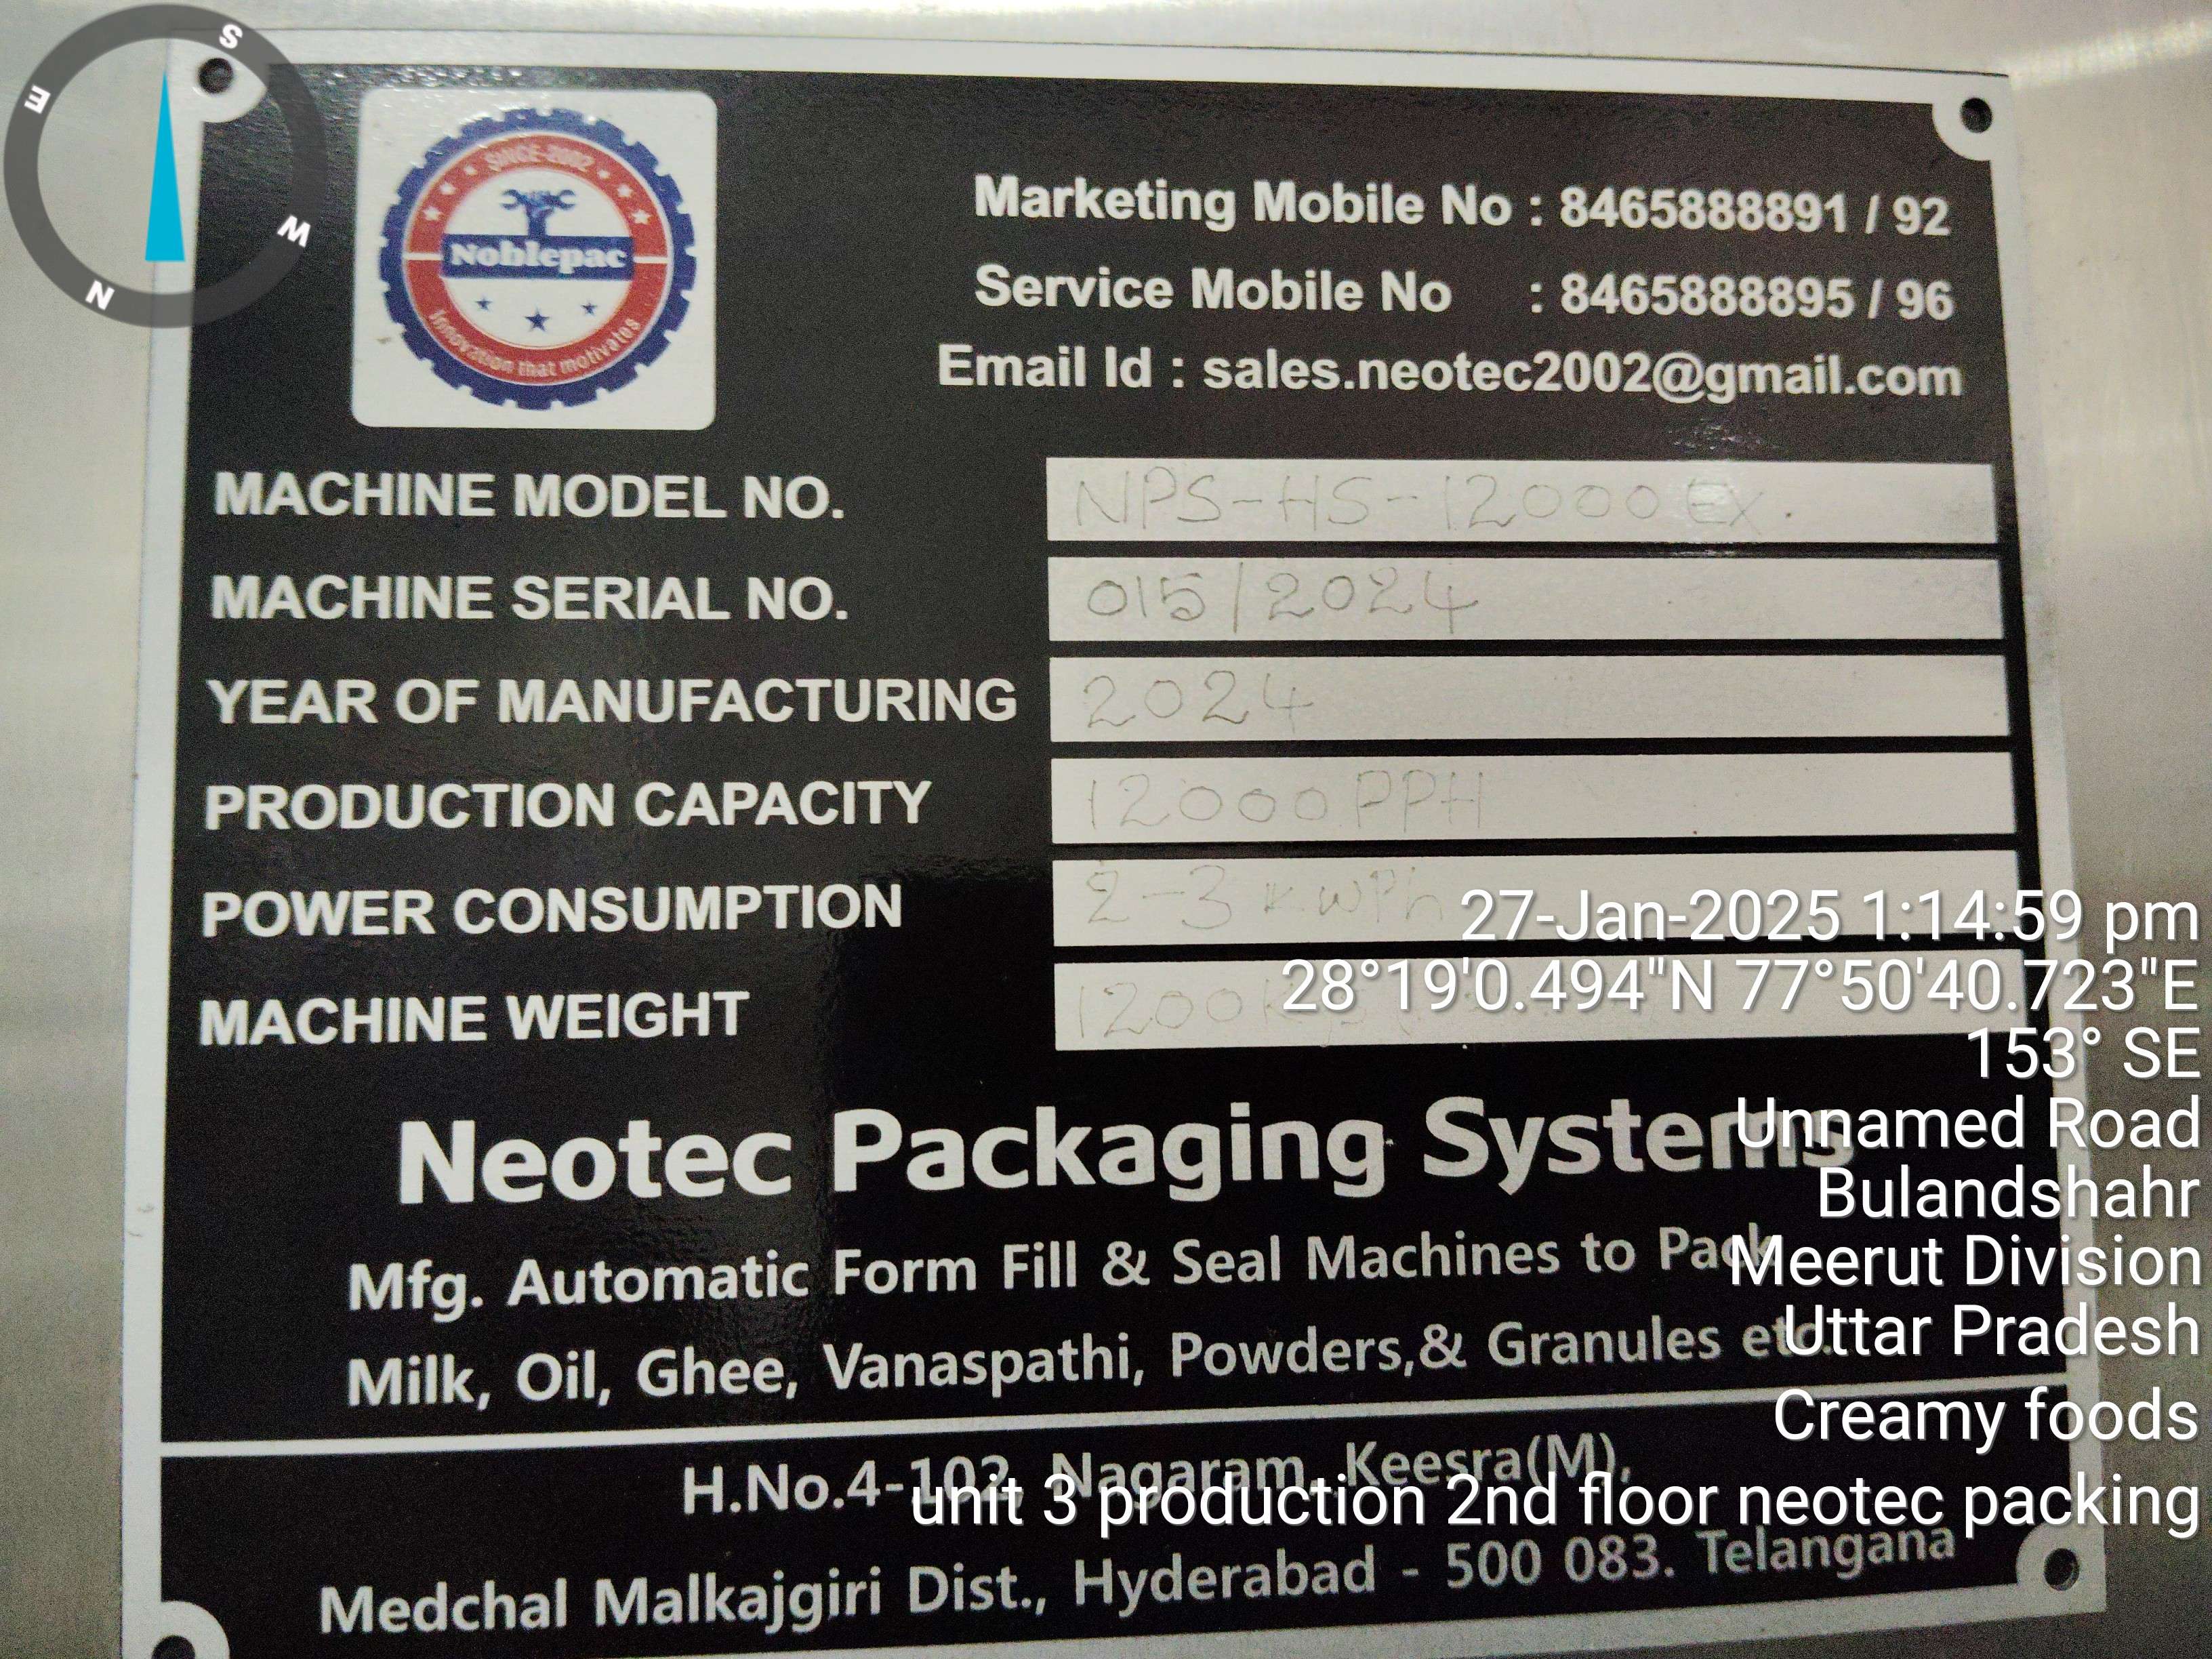 S
E
W
N
SINCE-2002
Noblepac
Innovation that motivates
Marketing Mobile No : 8465888891 / 92
Service Mobile No : 8465888895 / 96
Email Id : sales.neotec2002@gmail.com
MACHINE MODEL NO. NPS-HS-12000 EX.
MACHINE SERIAL NO. 015/2024
YEAR OF MANUFACTURING 2024
PRODUCTION CAPACITY 12000 PPH
POWER CONSUMPTION 2-3 KWPh
MACHINE WEIGHT
Neotec Packaging Systems
Mfg. Automatic Form Fill & Seal Machines to Pack
Milk, Oil, Ghee, Vanaspathi, Powders,& Granules etc.
H.No.4-102, Nagaram, Keesra(M),
Medchal Malkajgiri Dist., Hyderabad - 500 083. Telangana
27-Jan-2025 1:14:59 pm
28°19'0.494"N 77°50'40.723"E
153° SE
Unnamed Road
Bulandshahr
Meerut Division
Uttar Pradesh
Creamy foods
unit 3 production 2nd floor neotec packing